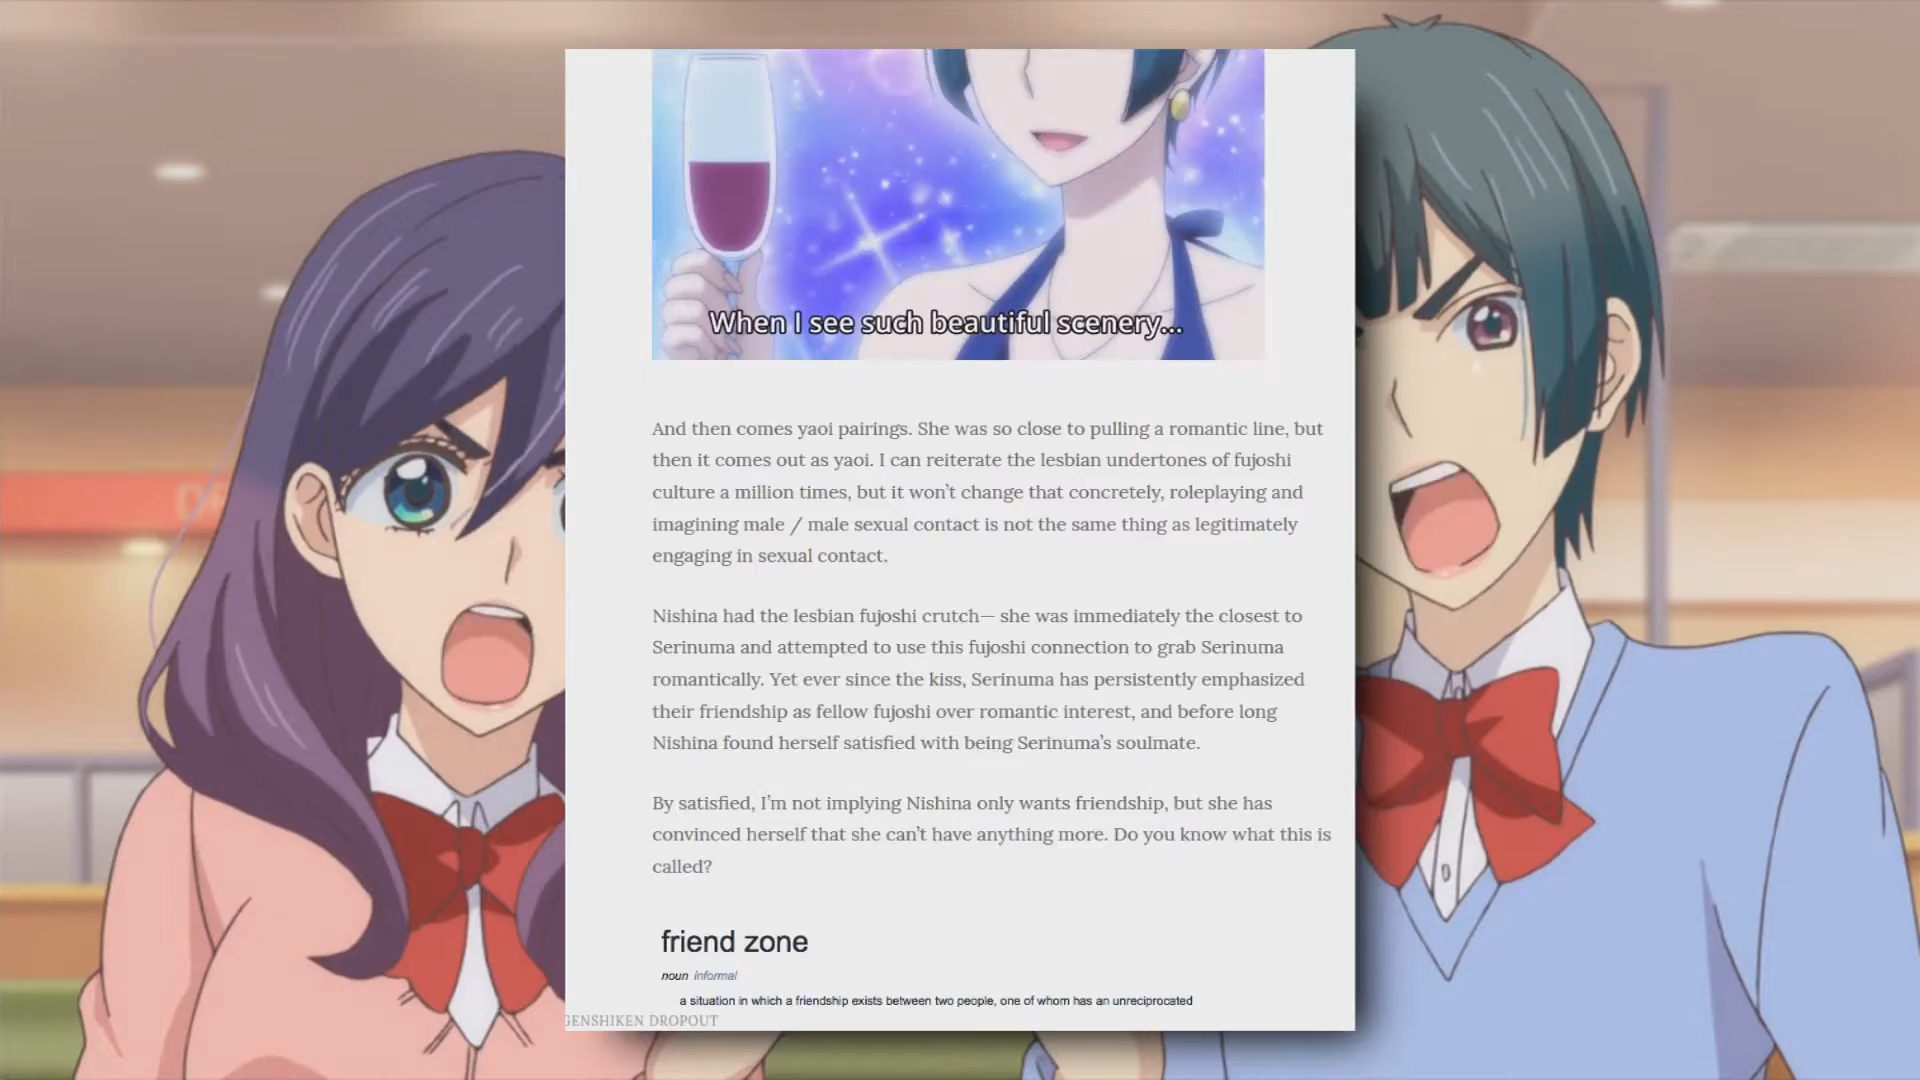 When I see such beautiful scenery...
And then comes yaoi pairings. She was so close to pulling a romantic line, but
then it comes out as yaoi. I can reiterate the lesbian undertones of fujoshi
culture a million times, but it won't change that concretely, roleplaying and
imagining male / male sexual contact is not the same thing as legitimately
engaging in sexual contact.
Nishina had the lesbian fujoshi crutch— she was immediately the closest to
Serinuma and attempted to use this fujoshi connection to grab Serinuma
romantically. Yet ever since the kiss, Serinuma has persistently emphasized
their friendship as fellow fujoshi over romantic interest, and before long
Nishina found herself satisfied with being Serinuma's soulmate.
By satisfied, I'm not implying Nishina only wants friendship, but she has
convinced herself that she can't have anything more. Do you know what this is
called?
friend zone
noun informal
a situation in which a friendship exists between two people, one of whom has an unreciprocated
GENSHIKEN DROPOUT